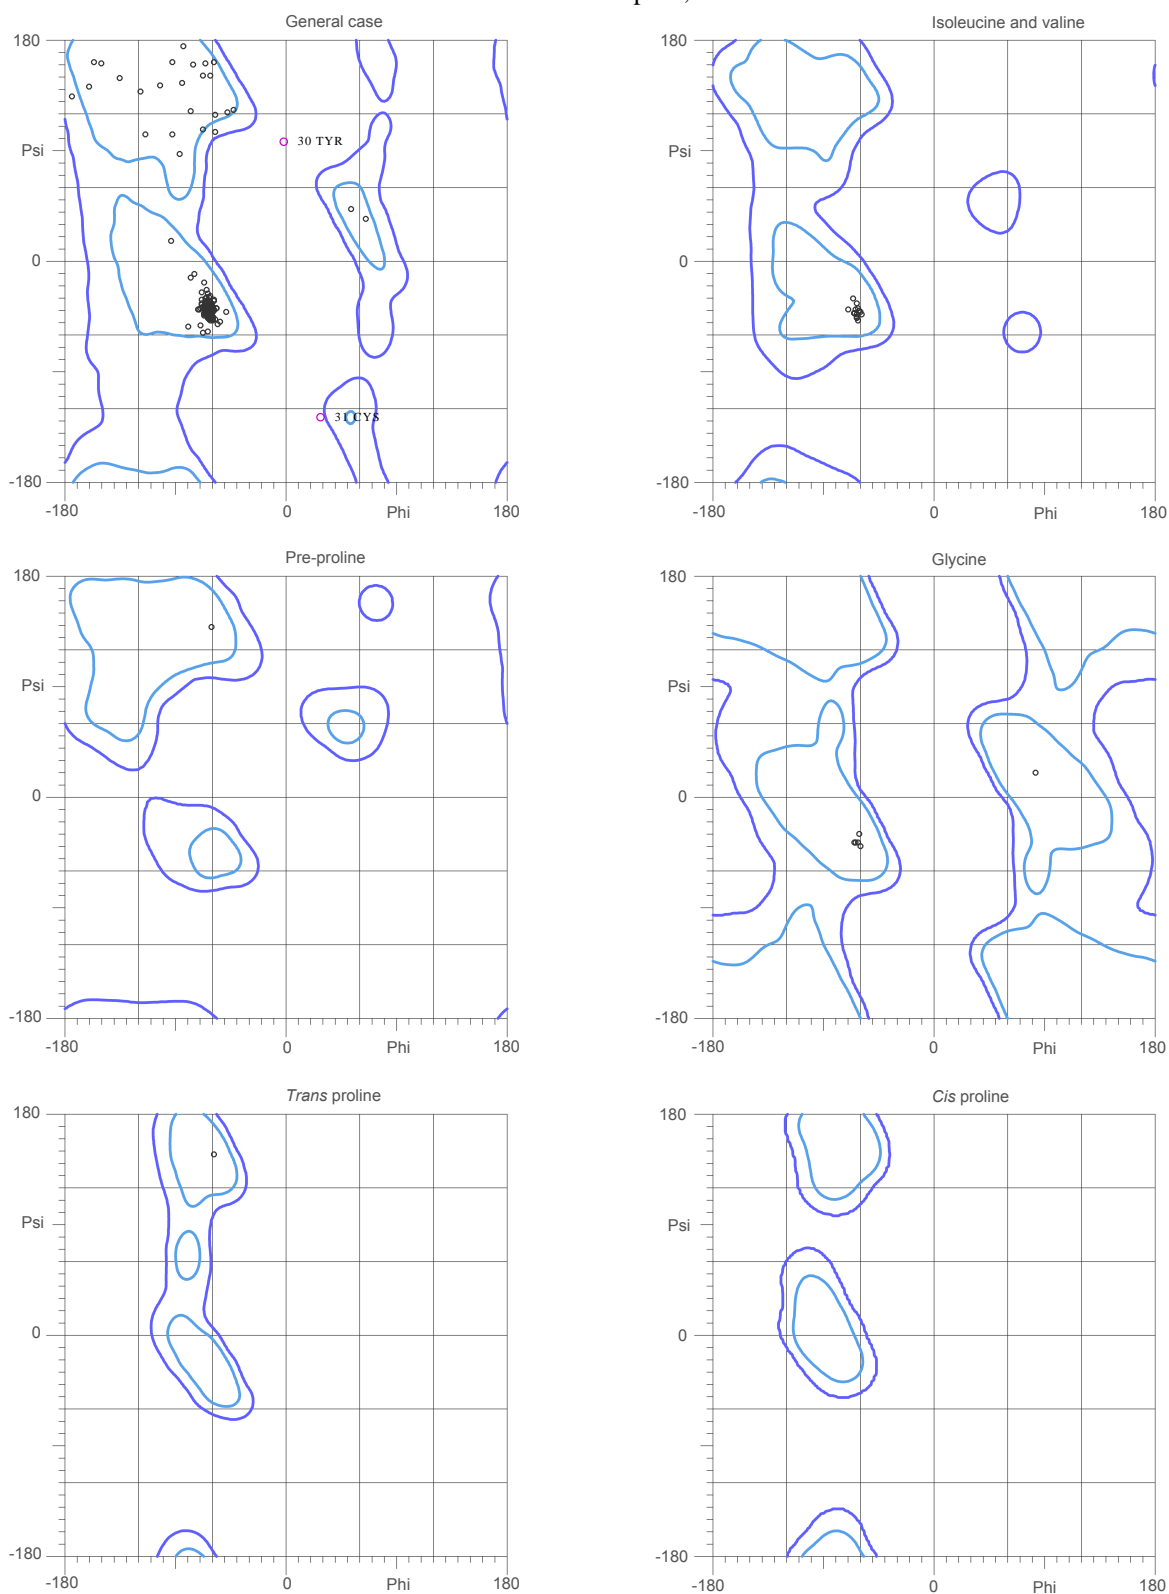 General case
180
Psi
0
-180
-180
0
Phi
180
30 TYR
31 CYS
Isoleucine and valine
180
Psi
0
-180
-180
0
Phi
180
Pre-proline
180
Psi
0
-180
-180
0
Phi
180
Glycine
180
Psi
0
-180
-180
0
Phi
180
Trans proline
180
Psi
0
-180
-180
0
Phi
180
Cis proline
180
Psi
0
-180
-180
0
Phi
180